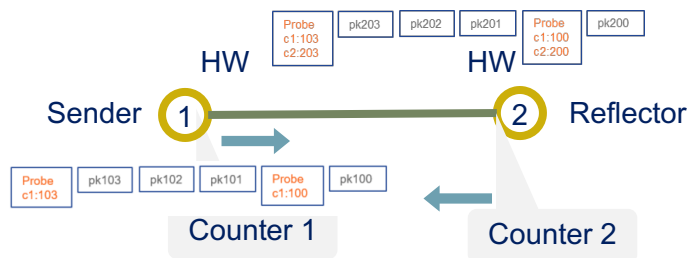 Probe
c1:103
c2:203
pk203
pk202
pk201
Probe
c1:100
c2:200
pk200
HW
HW
Sender
1
2
Reflector
Probe
c1:103
pk103
pk102
pk101
Probe
c1:100
pk100
Counter 1
Counter 2